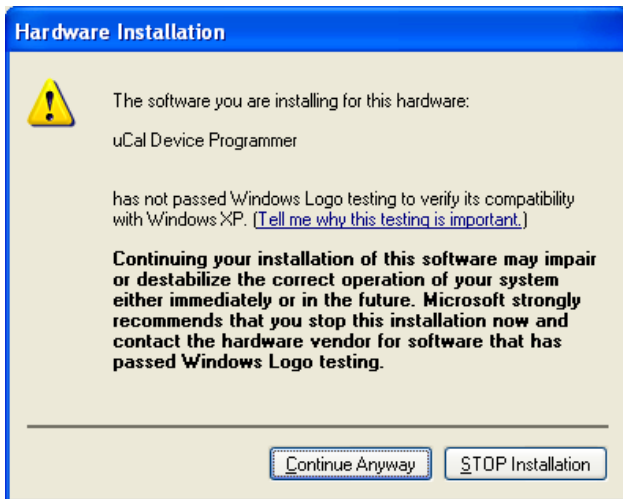 Hardware Installation
The software you are installing for this hardware:
uCal Device Programmer
has not passed Windows Logo testing to verify its compatibility
with Windows XP. (Tell me why this testing is important.)
Continuing your installation of this software may impair
or destabilize the correct operation of your system
either immediately or in the future. Microsoft strongly
recommends that you stop this installation now and
contact the hardware vendor for software that has
passed Windows Logo testing.
Continue Anyway
STOP Installation